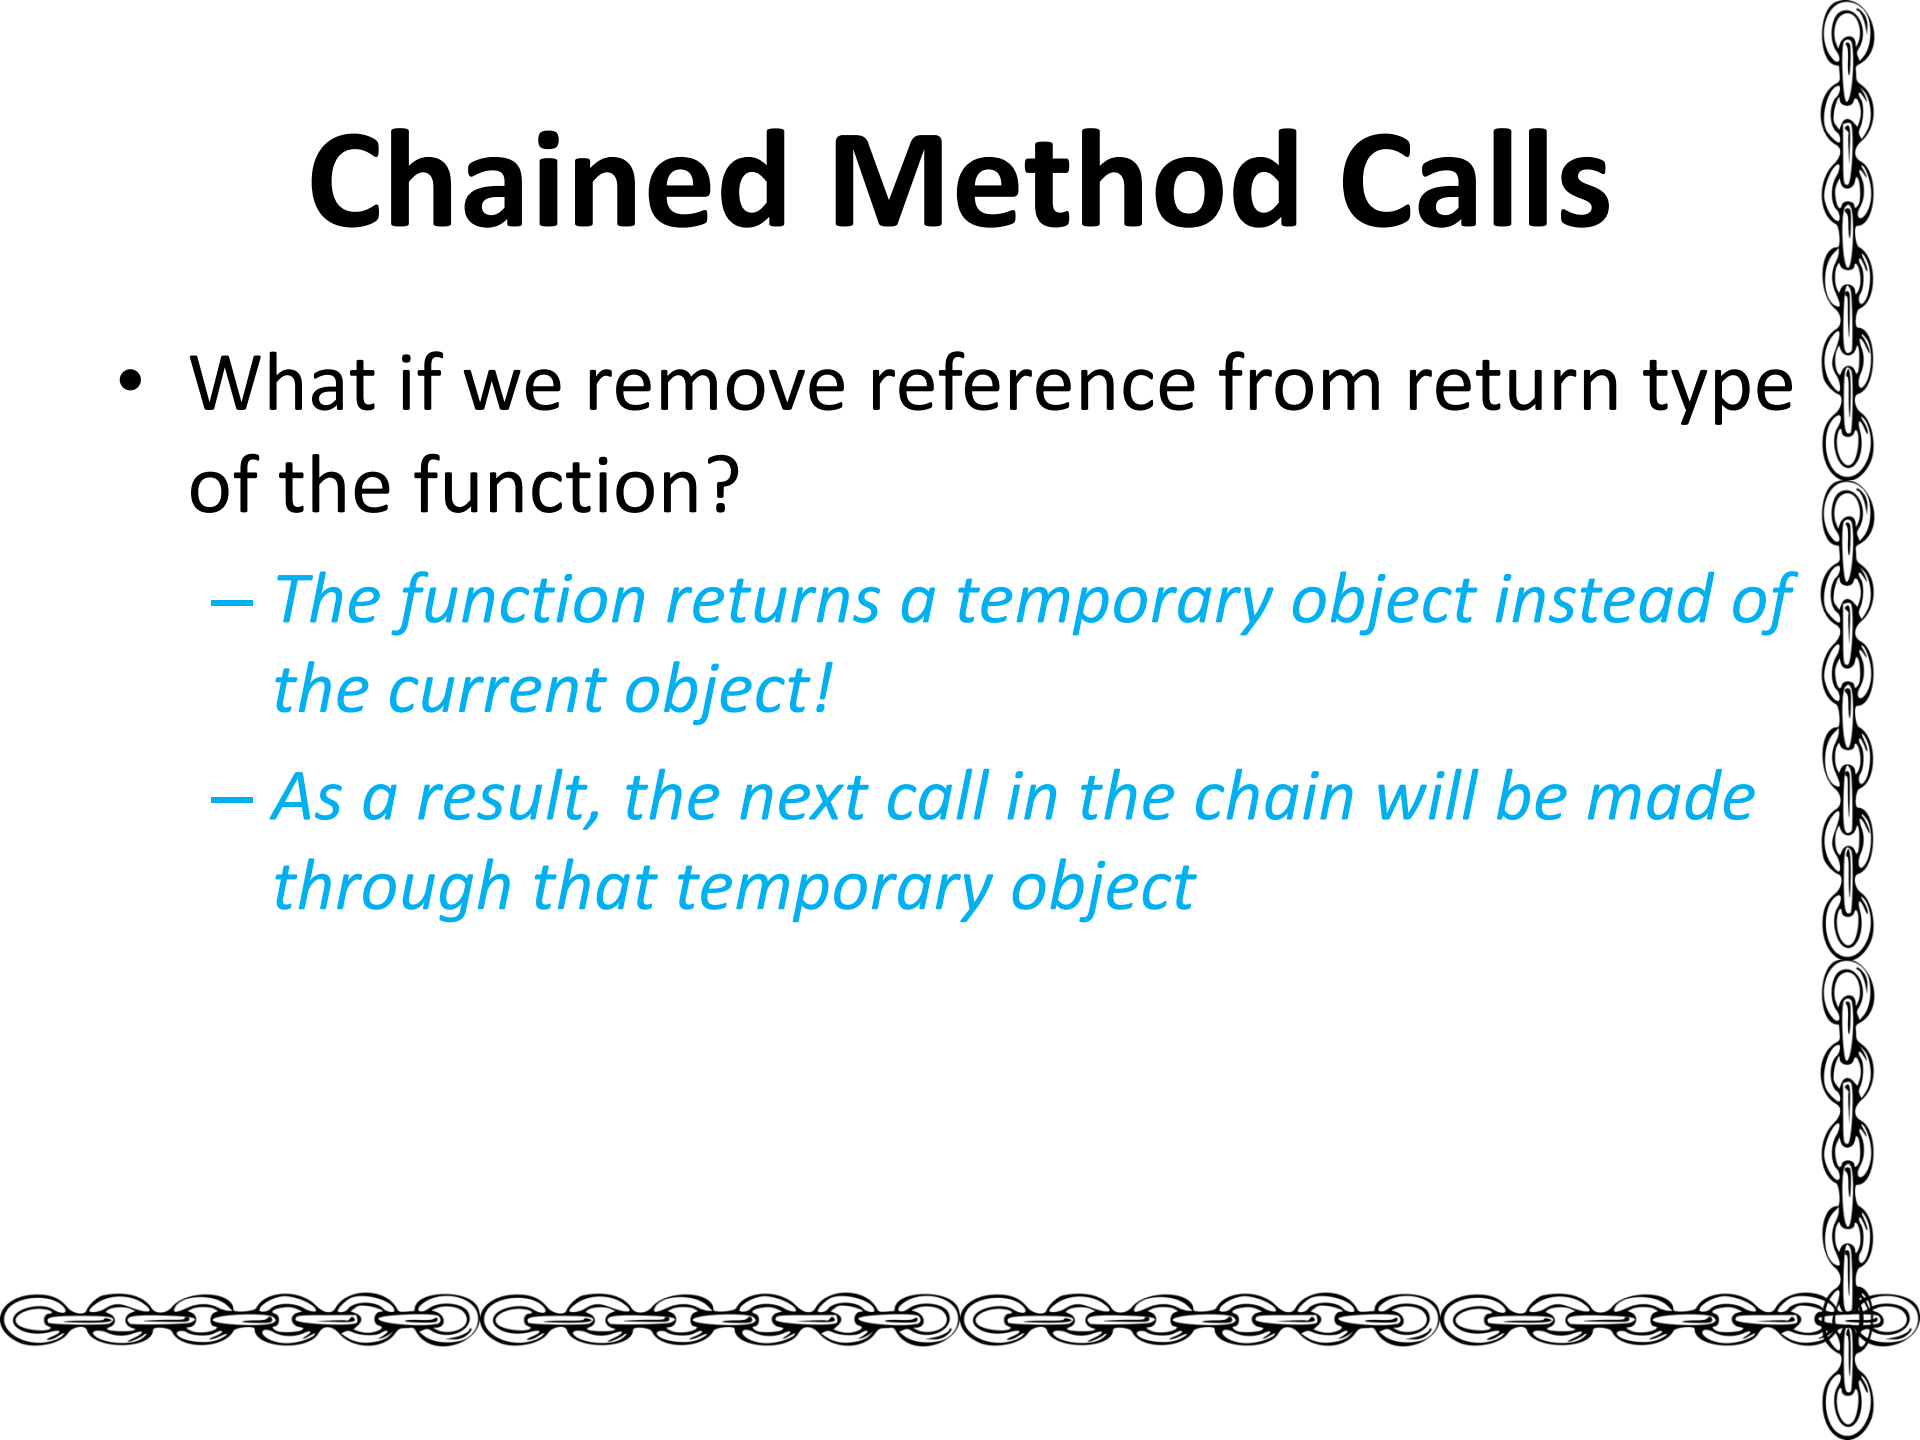 Chained Method Calls
• What if we remove reference from return type
of the function?
– The function returns a temporary object instead of
the current object!
– As a result, the next call in the chain will be made
through that temporary object